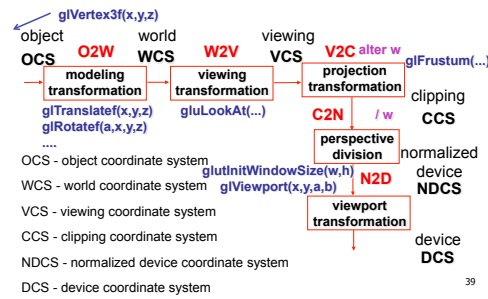 glVertex3f(x,y,z)
object O2W world W2V viewing V2C alter w
OCS WCS VCS
modeling transformation
viewing transformation
projection transformation
glFrustum(...)
glTranslatef(x,y,z)
glRotatef(a,x,y,z)
....
gluLookAt(...)
C2N / w
clipping
CCS
perspective division
normalized
device
NDCS
glutInitWindowSize(w,h)
glViewport(x,y,a,b)
N2D
viewport transformation
device
DCS
OCS - object coordinate system
WCS - world coordinate system
VCS - viewing coordinate system
CCS - clipping coordinate system
NDCS - normalized device coordinate system
DCS - device coordinate system
39